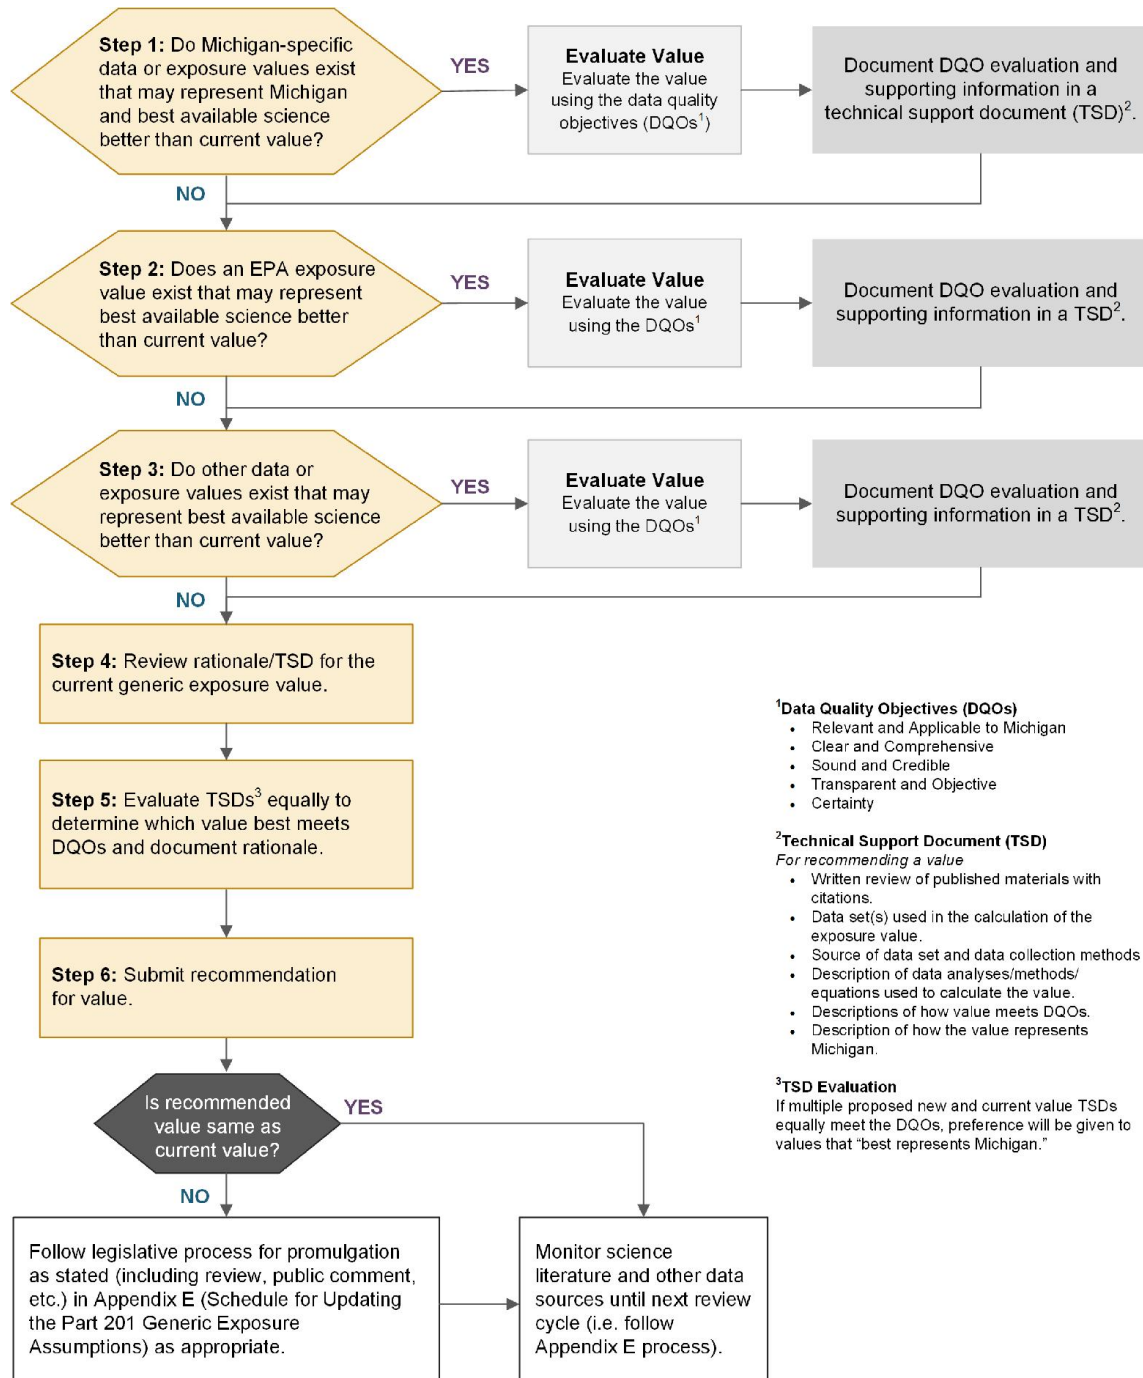 Step 1: Do Michigan-specific
data or exposure values exist
that may represent Michigan
and best available science
better than current value?
YES
Evaluate Value
Evaluate the value
using the data quality
objectives (DQOs¹)
Document DQO evaluation and
supporting information in a
technical support document (TSD)².
NO
Step 2: Does an EPA exposure
value exist that may represent
best available science better
than current value?
YES
Evaluate Value
Evaluate the value
using the DQOs¹
Document DQO evaluation and
supporting information in a TSD².
NO
Step 3: Do other data or
exposure values exist that may
represent best available science
better than current value?
YES
Evaluate Value
Evaluate the value
using the DQOs¹
Document DQO evaluation and
supporting information in a TSD².
NO
Step 4: Review rationale/TSD for the
current generic exposure value.
Step 5: Evaluate TSDs³ equally to
determine which value best meets
DQOs and document rationale.
Step 6: Submit recommendation
for value.
Is recommended
value same as
current value?
YES
NO
Follow legislative process for promulgation
as stated (including review, public comment,
etc.) in Appendix E (Schedule for Updating
the Part 201 Generic Exposure
Assumptions) as appropriate.
Monitor science
literature and other data
sources until next review
cycle (i.e. follow
Appendix E process).
¹Data Quality Objectives (DQOs)
• Relevant and Applicable to Michigan
• Clear and Comprehensive
• Sound and Credible
• Transparent and Objective
• Certainty
²Technical Support Document (TSD)
For recommending a value
• Written review of published materials with
citations.
• Data set(s) used in the calculation of the
exposure value.
• Source of data set and data collection methods
• Description of data analyses/methods/
equations used to calculate the value.
• Descriptions of how value meets DQOs.
• Description of how the value represents
Michigan.
³TSD Evaluation
If multiple proposed new and current value TSDs
equally meet the DQOs, preference will be given to
values that “best represents Michigan.”